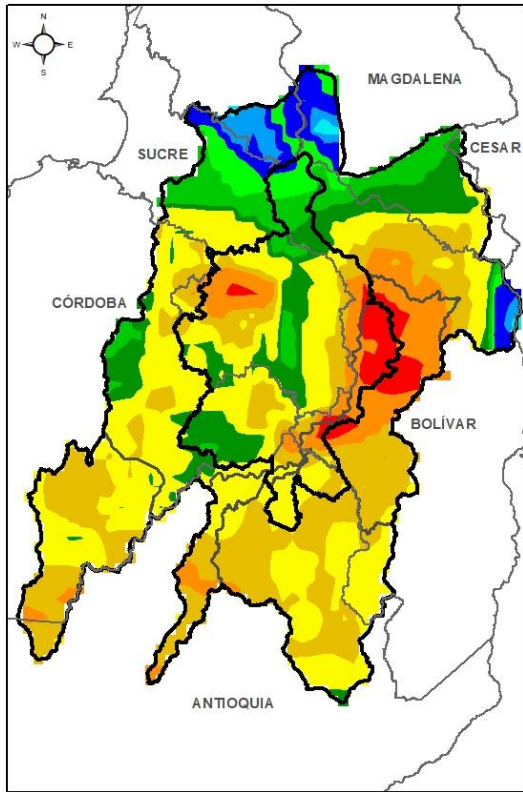 N
W E
S
MAGDALENA
CESAR
SUCRE
CÓRDOBA
BOLÍVAR
ANTIOQUIA